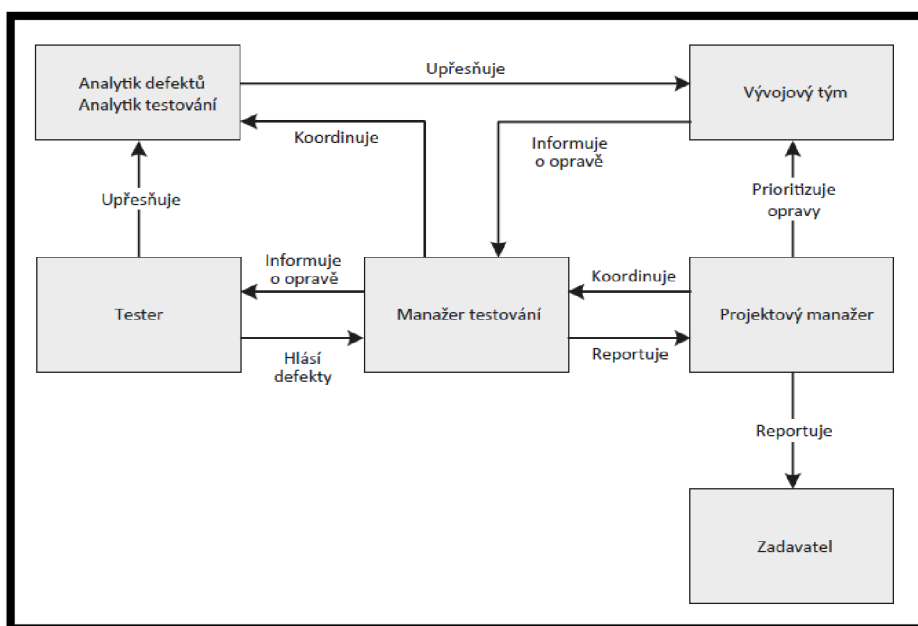 Analytik defektů
Analytik testování
Upřesňuje
Vývojový tým
Koordinuje
Informuje
o opravě
Upřesňuje
Prioritizuje
opravy
Tester
Informuje
o opravě
Manažer testování
Koordinuje
Projektový manažer
Hlásí
defekty
Reportuje
Reportuje
Zadavatel